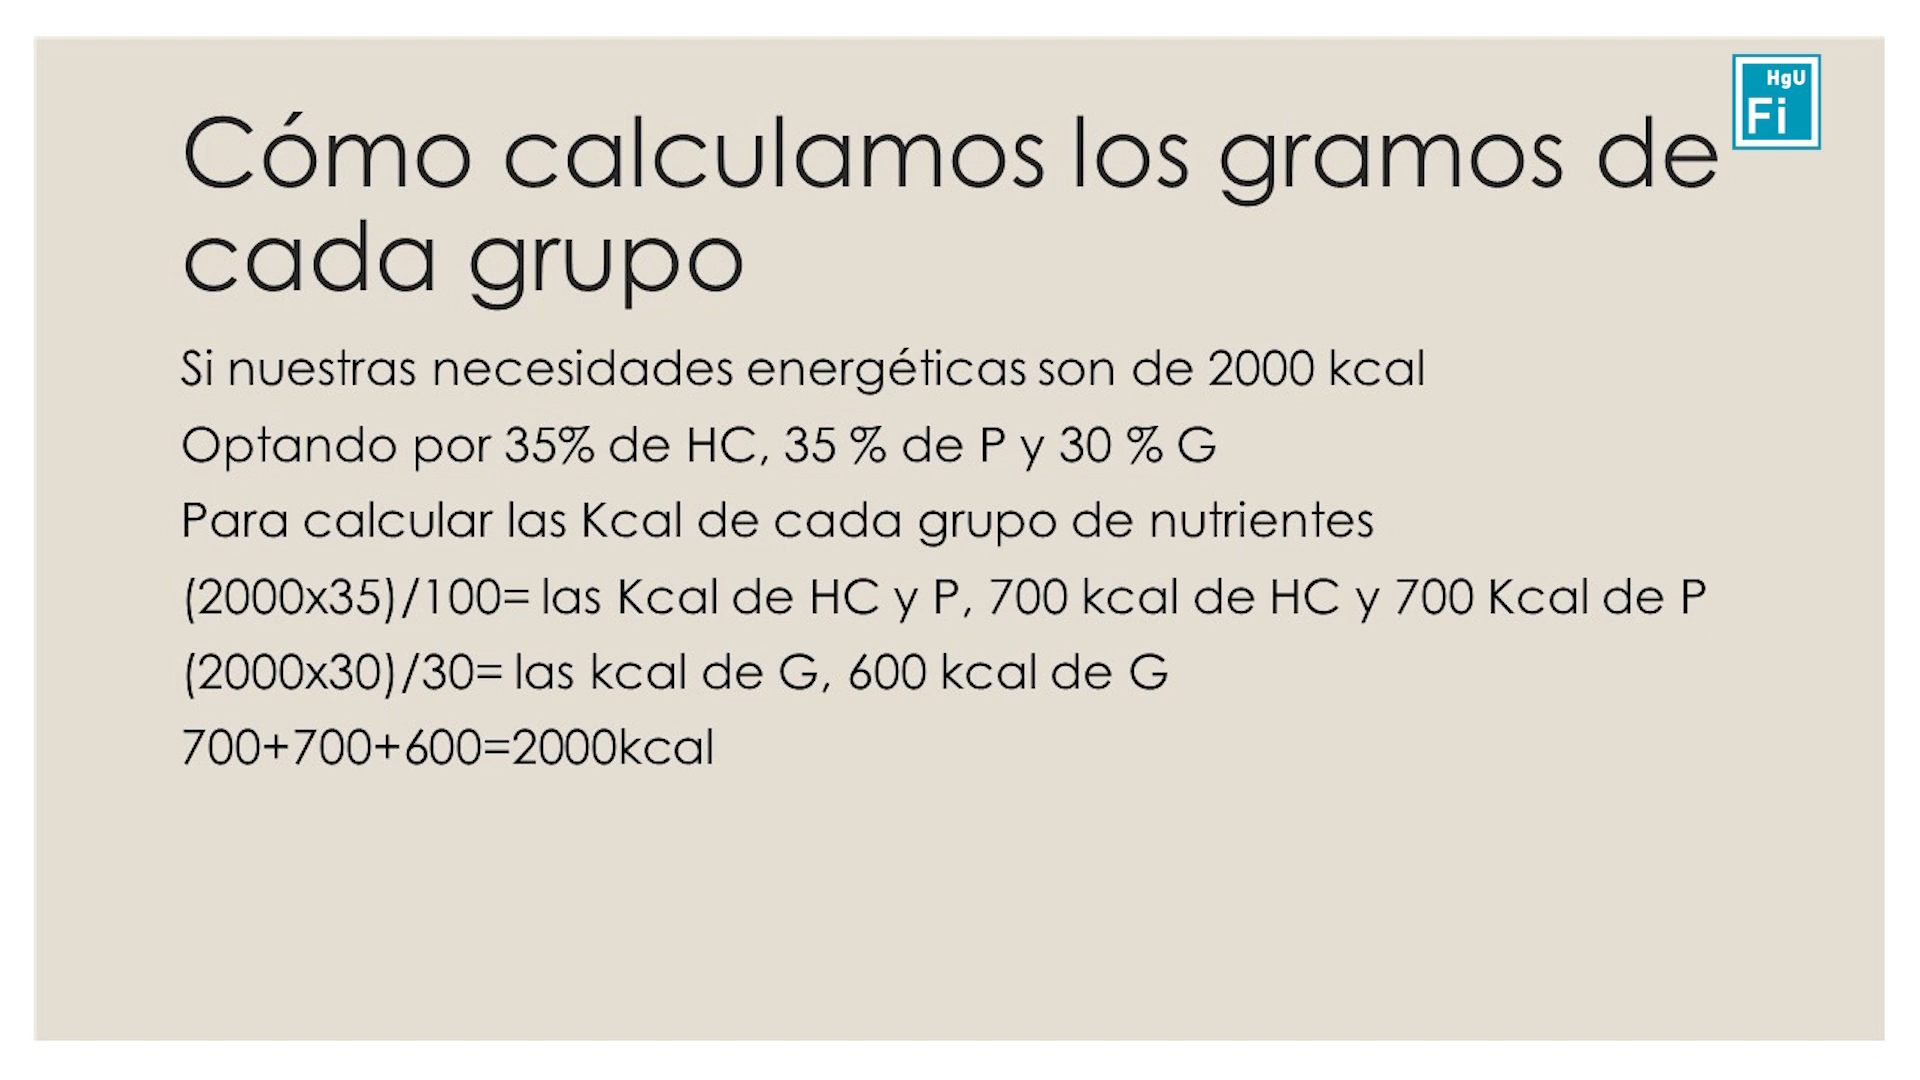 HgU
Fi
Cómo calculamos los gramos de
cada grupo
Si nuestras necesidades energéticas son de 2000 kcal
Optando por 35% de HC, 35 % de P y 30 % G
Para calcular las Kcal de cada grupo de nutrientes
(2000x35)/100= las Kcal de HC y P, 700 kcal de HC y 700 Kcal de P
(2000x30)/30= las kcal de G, 600 kcal de G
700+700+600=2000kcal